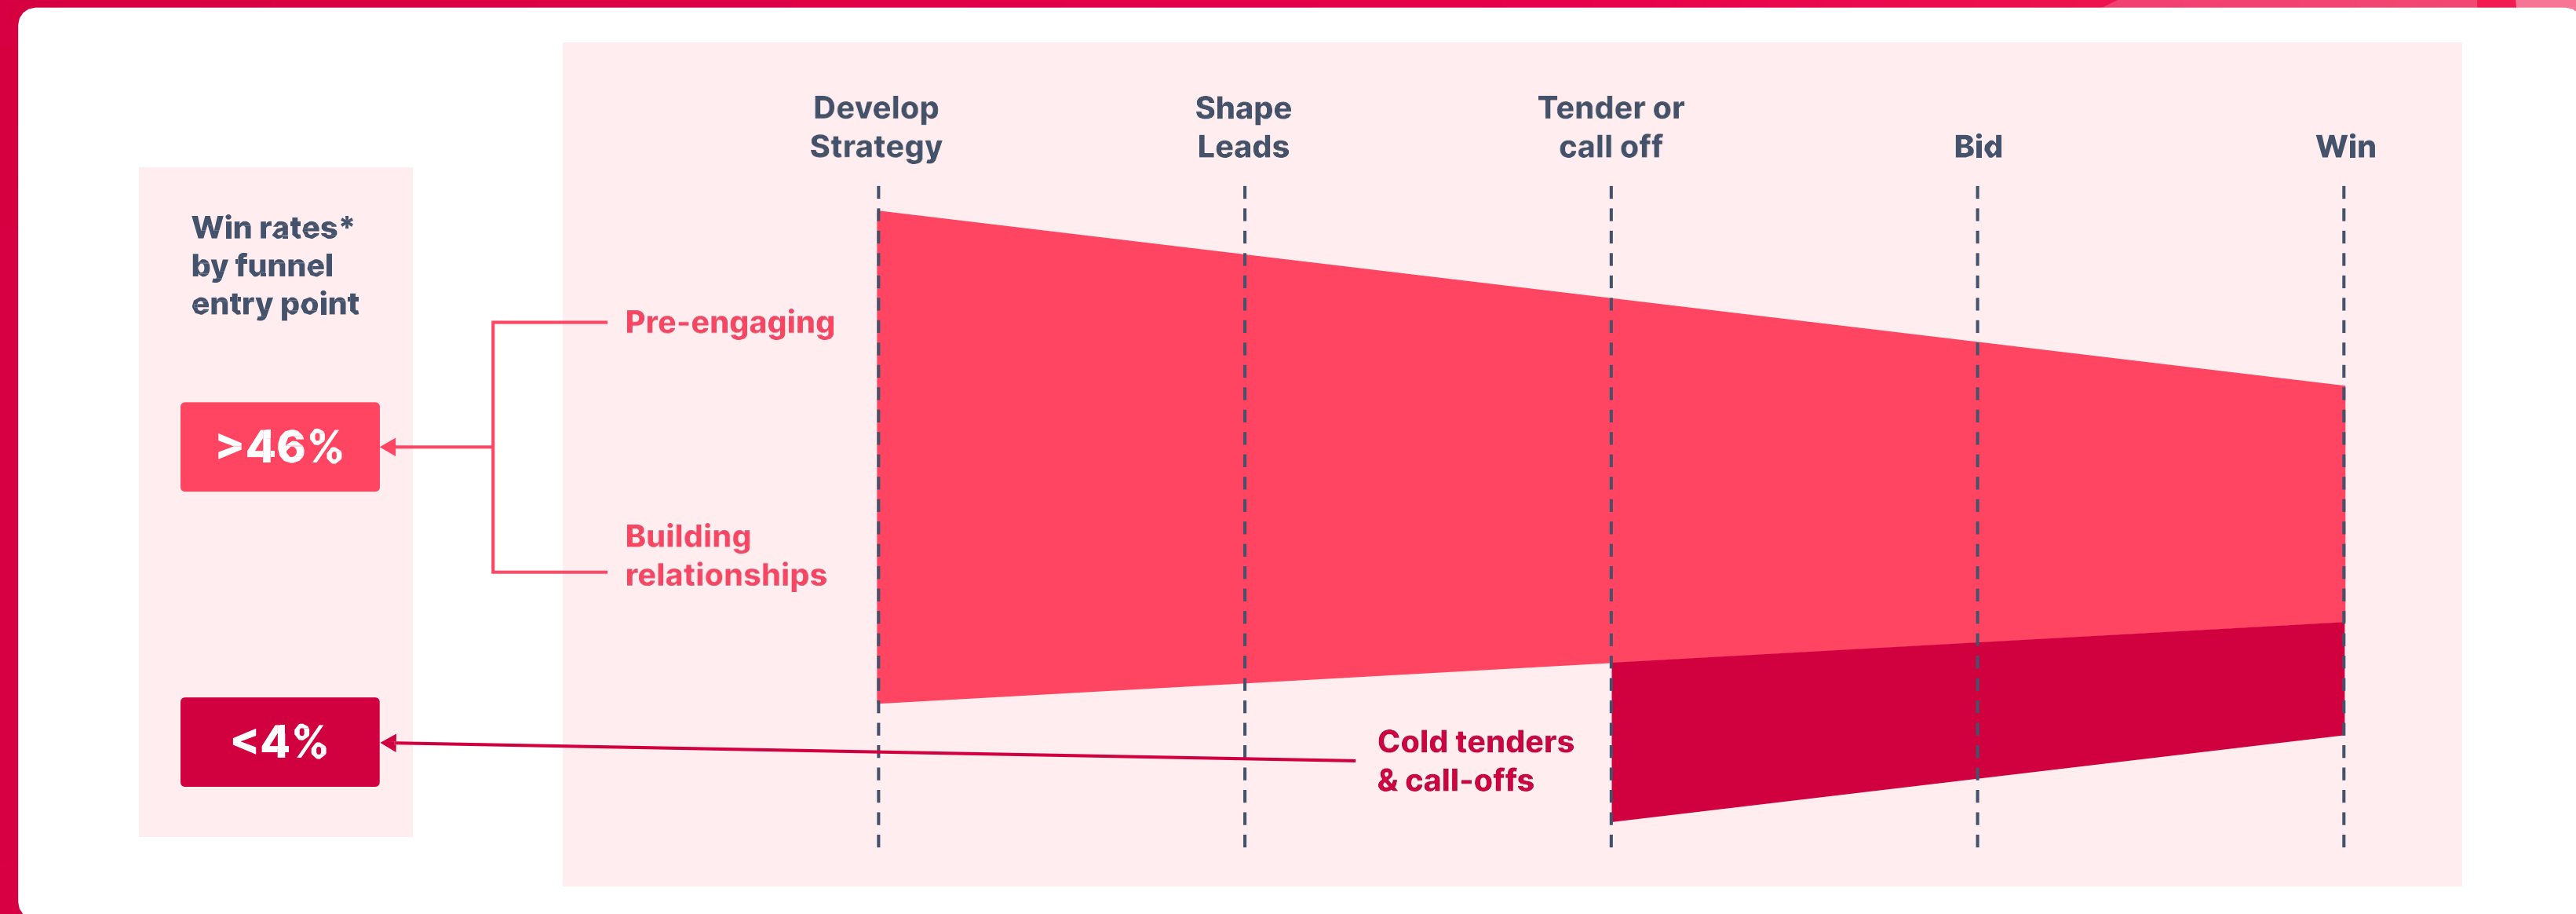 Develop
Strategy
Shape
Leads
Tender or
call off
Bid
Win
Win rates*
by funnel
entry point
>46%
<4%
Pre-engaging
Building
relationships
Cold tenders
& call-offs